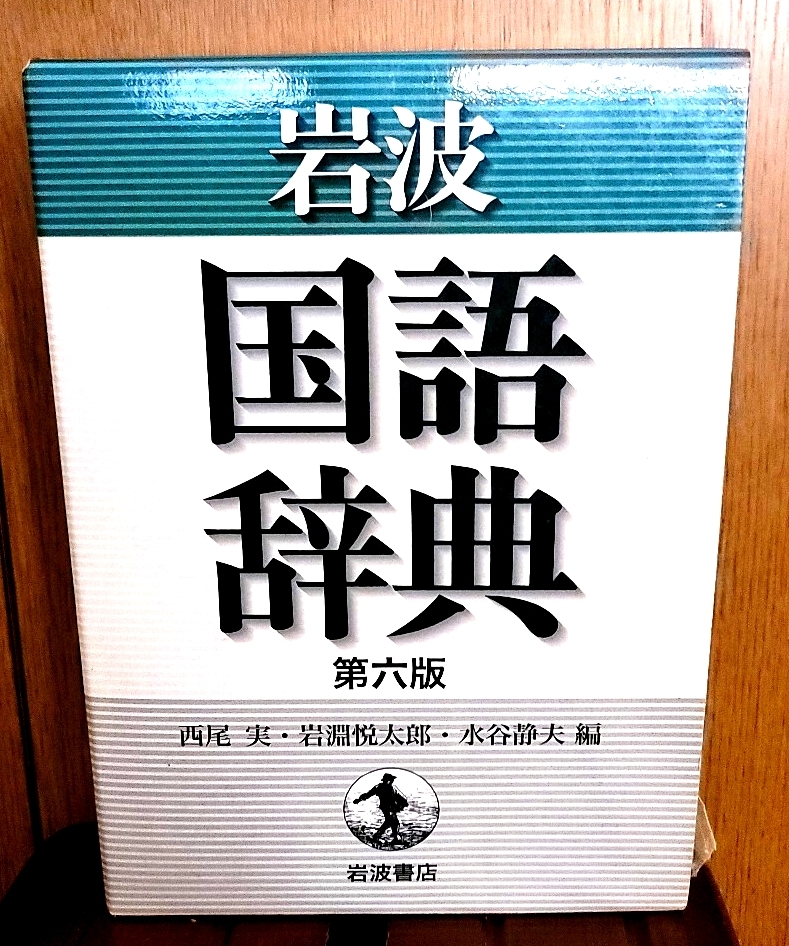 岩波
国語
辞典
第六版
西尾 実・岩淵悦太郎・水谷静夫 編
岩波書店